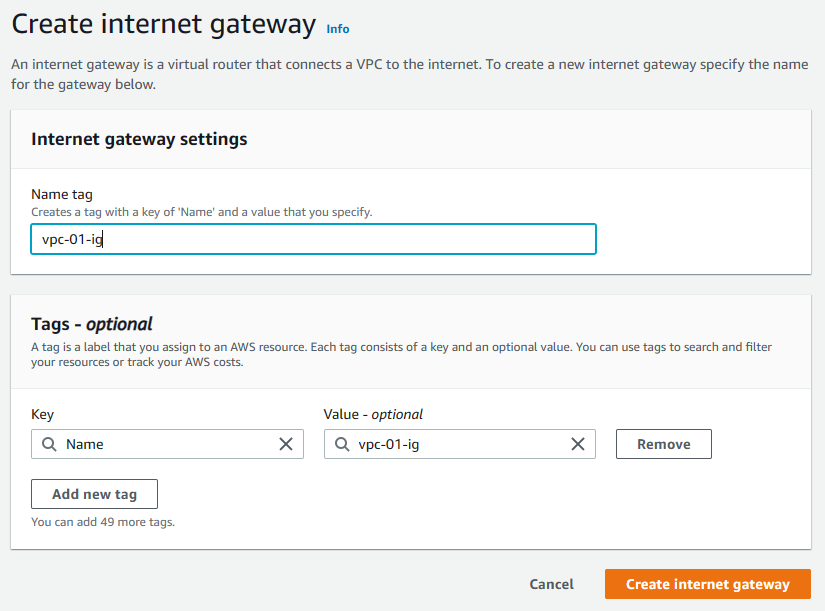 Create internet gateway Info
An internet gateway is a virtual router that connects a VPC to the internet. To create a new internet gateway specify the name
for the gateway below.
Internet gateway settings
Name tag
Creates a tag with a key of 'Name' and a value that you specify.
vpc-01-ig
Tags - optional
A tag is a label that you assign to an AWS resource. Each tag consists of a key and an optional value. You can use tags to search and filter
your resources or track your AWS costs.
Key Value - optional
Name vpc-01-ig Remove
Add new tag
You can add 49 more tags.
Cancel Create internet gateway